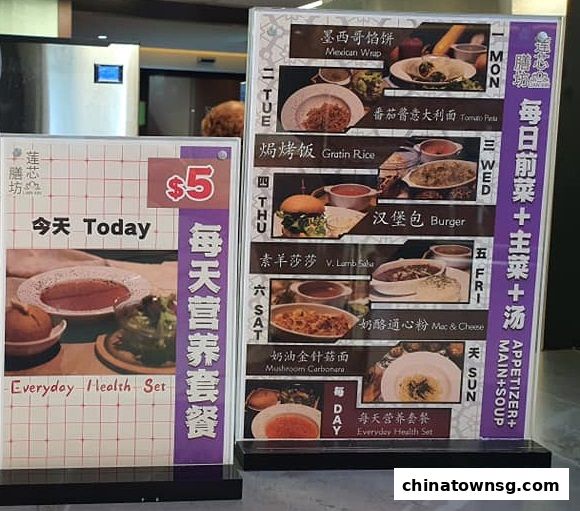 莲芯
膳坊
$5
今天 Today
每天营养套餐
Everyday Health Set
莲芯
膳坊
每日前菜+主菜+汤
APPETIZER+
MAIN+SOUP
一 MON
墨西哥馅饼
Mexican Wrap
二 TUE
番茄酱意大利面 Tomato Pasta
三 WED
焗烤饭 Gratin Rice
四 THU
汉堡包 Burger
五 FRI
素羊莎莎 V. Lamb Salsa
六 SAT
奶酪通心粉 Mac & Cheese
天 SUN
奶油金针菇面
Mushroom Carbonara
每 DAY
每天营养套餐
Everyday Health Set
chinatownsg.com